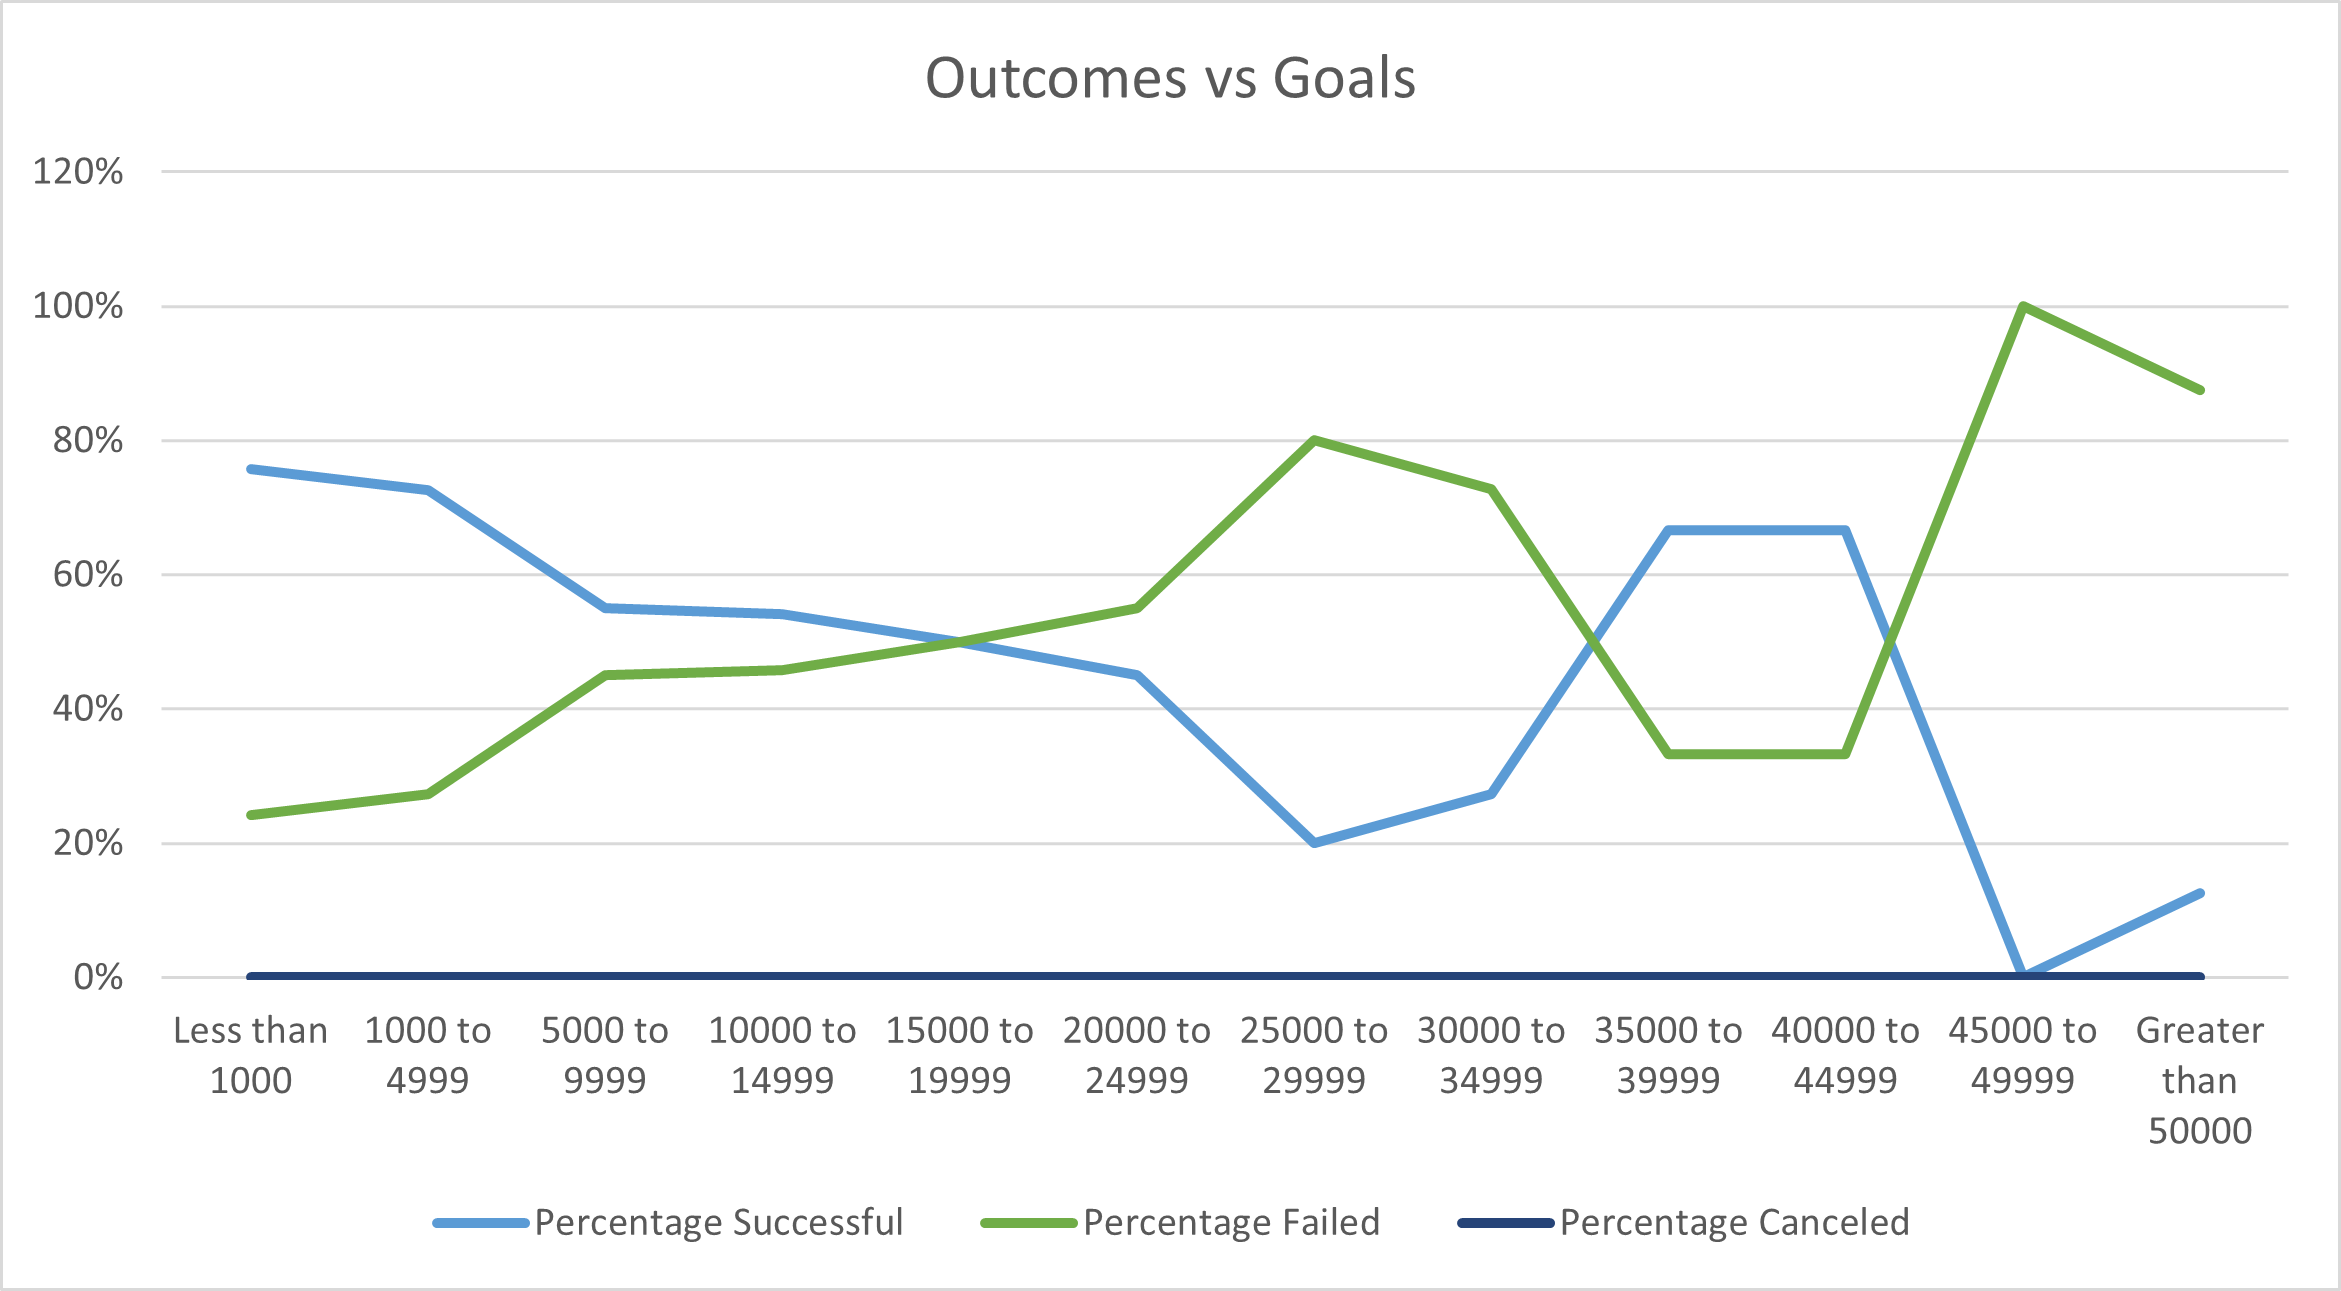 Outcomes vs Goals
120%
100%
80%
60%
40%
20%
0%
Less than
1000
1000 to
4999
5000 to
9999
10000 to
14999
15000 to
19999
20000 to
24999
25000 to
29999
30000 to
34999
35000 to
39999
40000 to
44999
45000 to
49999
Greater
than
50000
Percentage Successful
Percentage Failed
Percentage Canceled